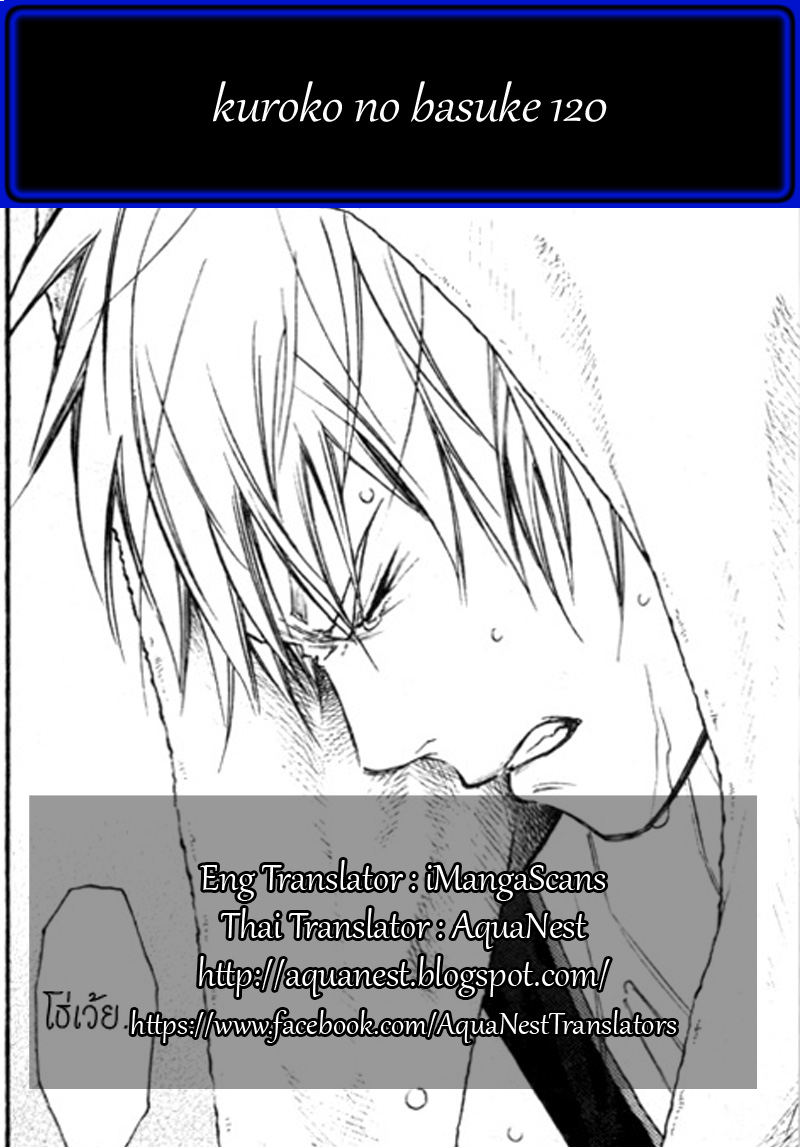 kuroko no basuke 120
Eng Translator : iMangaScans
Thai Translator : AquaNest
http://aquanest.blogspot.com/
https://www.facebook.com/AquaNestTranslators
โธ่เว้ย..